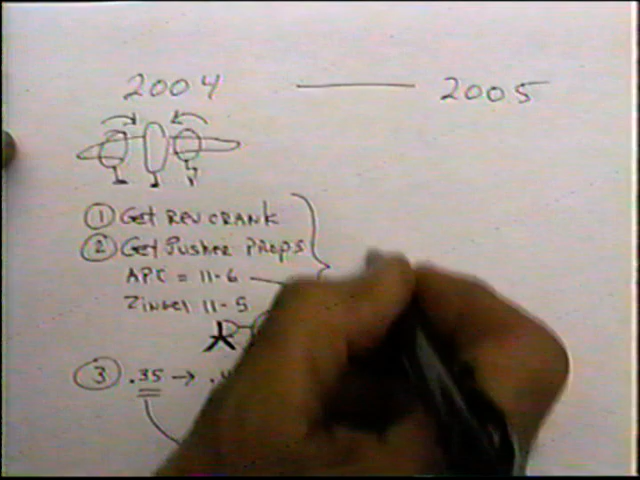 2004 — 2005
① Get REV CRANK
② Get Pusher PROPS
APC = 11-6
Zinger 11-5
③ .35 →